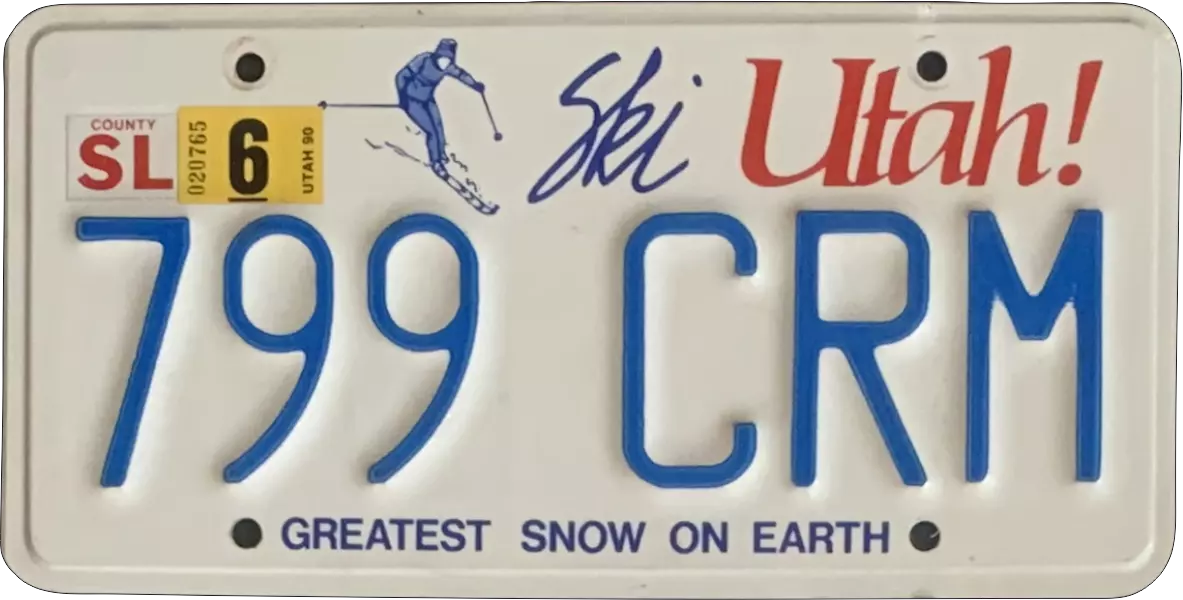 Ski Utah!
COUNTY
SL
020765
6
UTAH 90
799 CRM
GREATEST SNOW ON EARTH